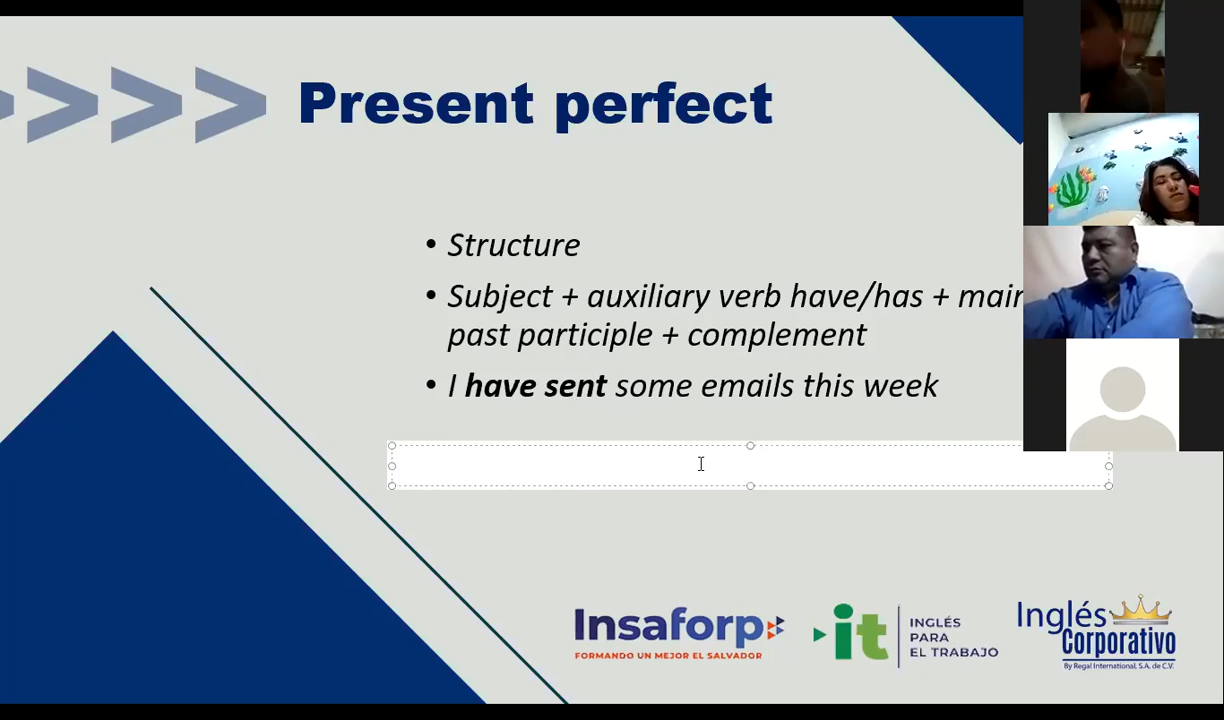 Present perfect
• Structure
• Subject + auxiliary verb have/has +
past participle + complement
• I have sent some emails this week
Insaforp
FORMANDO UN MEJOR EL SALVADOR
it
INGLÉS
PARA
EL TRABAJO
Inglés
Corporativo
By Regal International, S.A. de C.V.